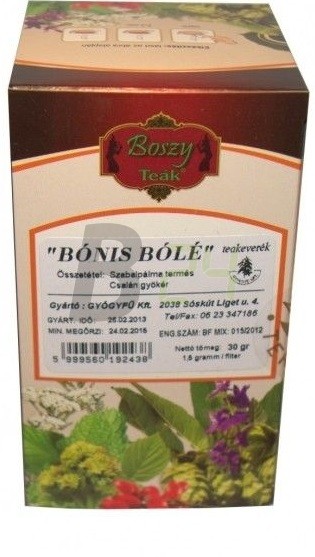 Boszy
Teák
"BÓNIS BÓLÉ" teakeverék
Összetétel: Szabalpálma termés
Csalán gyökér
Gyártó : GYÓGYFŰ Kft. 2038 Sóskút Liget u. 4.
Tel/Fax: 06 23 347186
GYÁRT. IDŐ: 25.02.2013
MIN. MEGŐRZI: 24.02.2015
ENG.SZÁM: BF MIX: 015/2012
Nettó tömeg: 30 gr
1,5 gramm / filter
5 999560 192438